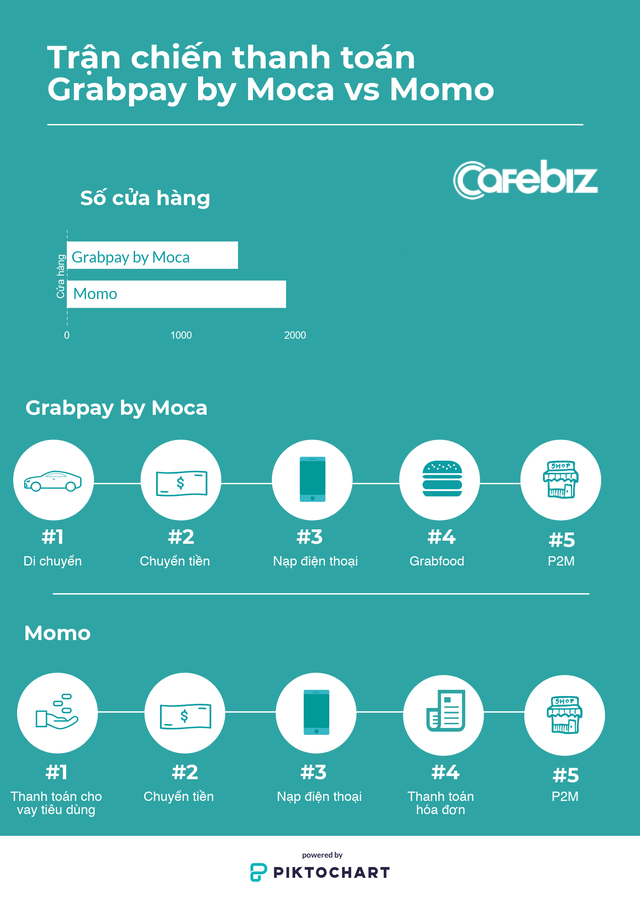 Trận chiến thanh toán
Grabpay by Moca vs Momo
Cafebiz
Số cửa hàng
Cửa hàng
Grabpay by Moca
Momo
0 1000 2000
Grabpay by Moca
$
SHOP
#1 #2 #3 #4 #5
Di chuyển Chuyển tiền Nạp điện thoại Grabfood P2M
Momo
$
SHOP
#1 #2 #3 #4 #5
Thanh toán cho Chuyển tiền Nạp điện thoại Thanh toán P2M
vay tiêu dùng hóa đơn
powered by
PIKTOCHART